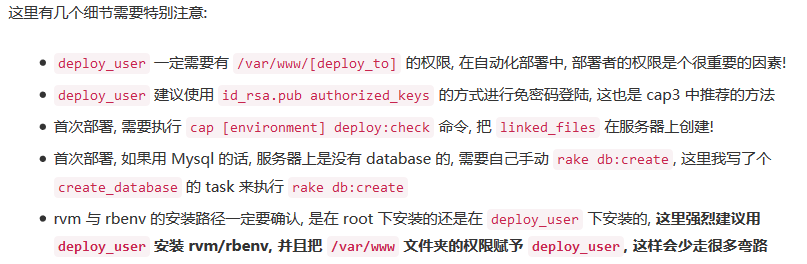 这里有几个细节需要特别注意:
deploy_user 一定需要有 /var/www/[deploy_to] 的权限, 在自动化部署中, 部署者的权限是个很重要的因素!
deploy_user 建议使用 id_rsa.pub authorized_keys 的方式进行免密码登陆, 这也是 cap3 中推荐的方法
首次部署, 需要执行 cap [environment] deploy:check 命令, 把 linked_files 在服务器上创建!
首次部署, 如果用 Mysql 的话, 服务器上是没有 database 的, 需要自己手动 rake db:create, 这里我写了个
create_database 的 task 来执行 rake db:create
rvm 与 rbenv 的安装路径一定要确认, 是在 root 下安装的还是在 deploy_user 下安装的, 这里强烈建议用
deploy_user 安装 rvm/rbenv, 并且把 /var/www 文件夹的权限赋予 deploy_user, 这样会少走很多弯路